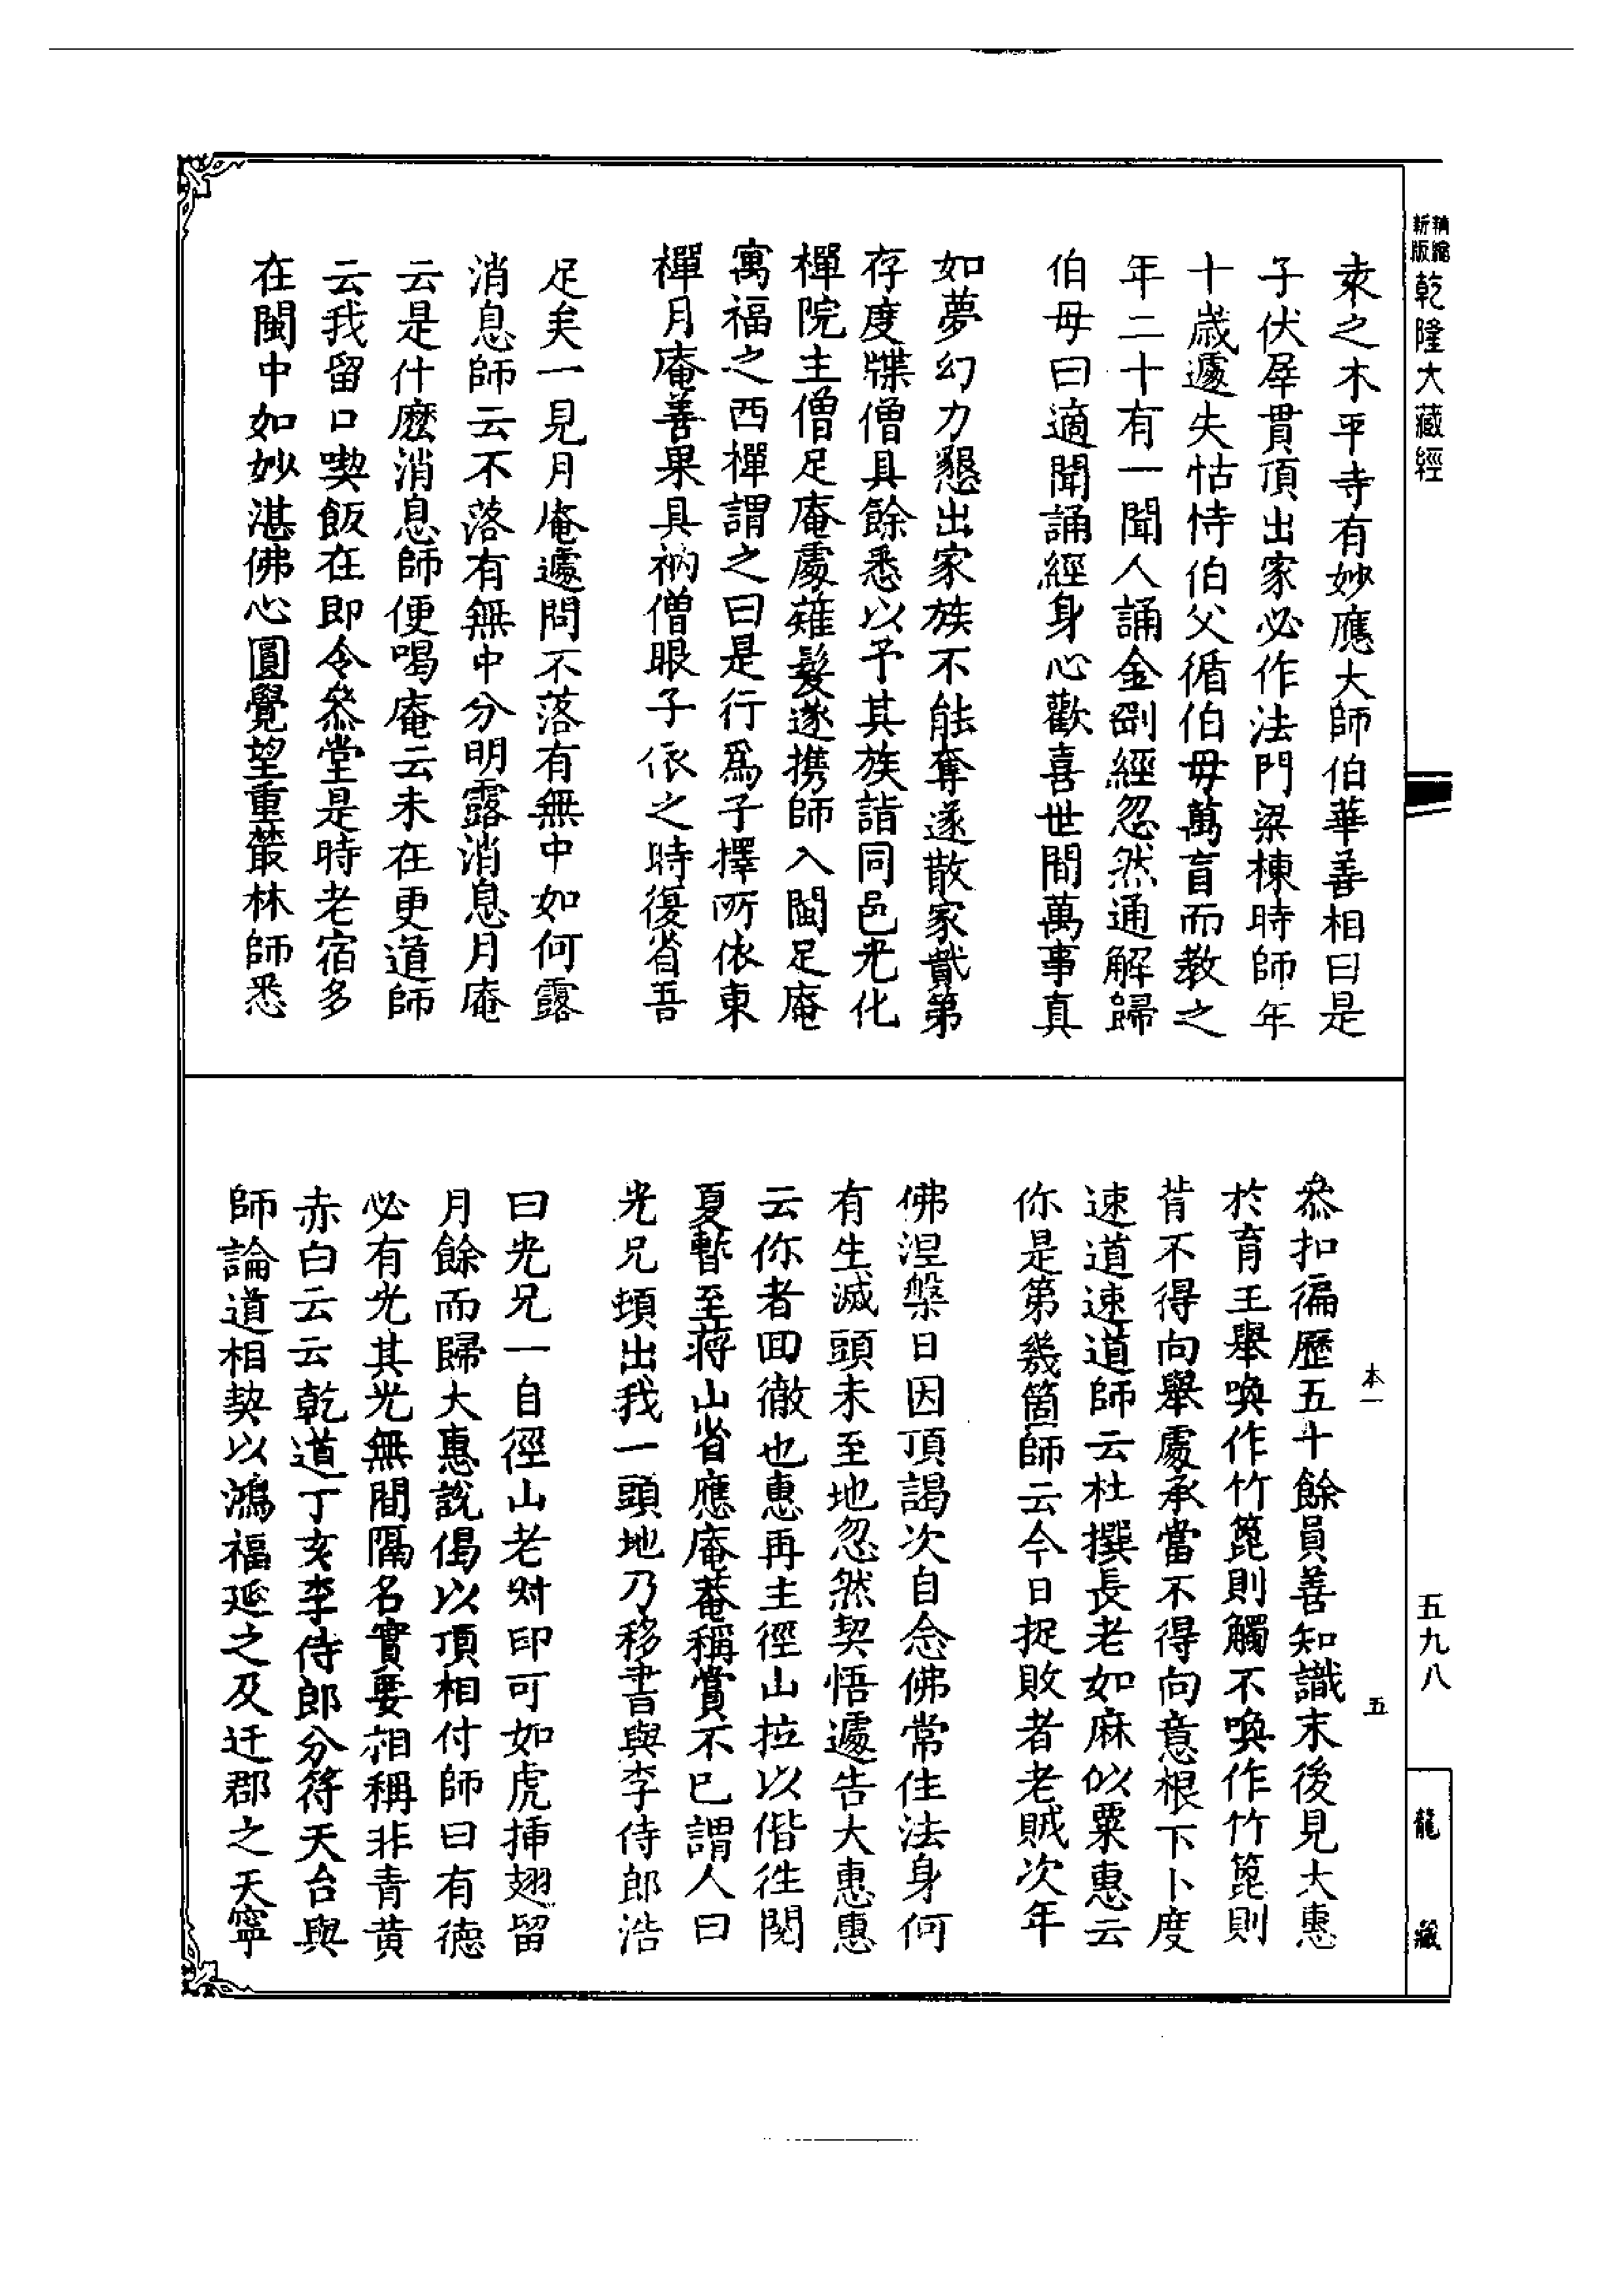 精縮新版乾隆大藏經
袁之木平寺有妙應大師伯華善相曰是
子伏犀貫頂出家必作法門梁棟時師年
十歲遽失怙恃伯父循伯母萬育而教之
年二十有一聞人誦金剛經忽然通解歸
伯母曰適聞誦經身心歡喜世間萬事真
如夢幻力懇出家族不能奪遂散家貲第
存度牒僧具餘悉以予其族詣同邑光化
禪院主僧足庵處薙髮遂携師入閩足庵
寓福之西禪謂之曰是行爲子擇所依東
禪月庵善果具衲僧眼子依之時復省吾
足矣一見月庵遽問不落有無中如何露
消息師云不落有無中分明露消息月庵
云是什麽消息師便喝庵云未在更道師
云我留口喫飯在即令叅堂是時老宿多
在閩中如妙湛佛心圓覺望重叢林師悉
本一
五
叅扣徧歷五十餘員善知識末後見大惠
於育王舉喚作竹篦則觸不喚作竹篦則
背不得向舉處承當不得向意根下卜度
速道速道師云杜撰長老如麻似粟惠云
你是第幾箇師云今日捉敗者老賊次年
佛涅槃日因頂謁次自念佛常住法身何
有生滅頭未至地忽然契悟遽告大惠惠
云你者回徹也惠再主徑山拉以偕徃閱
夏暫至蔣山省應庵菴稱賞不已謂人曰
光兄頓出我一頭地乃移書與李侍郎浩
曰光兄一自徑山老㕜印可如虎揷翅留
月餘而歸大惠說偈以頂相付師曰有德
必有光其光無間隔名實要相稱非青黃
赤白云云乾道丁亥李侍郎分符天台與
師論道相契以鴻福延之及迁郡之天寧
五九八
龍藏